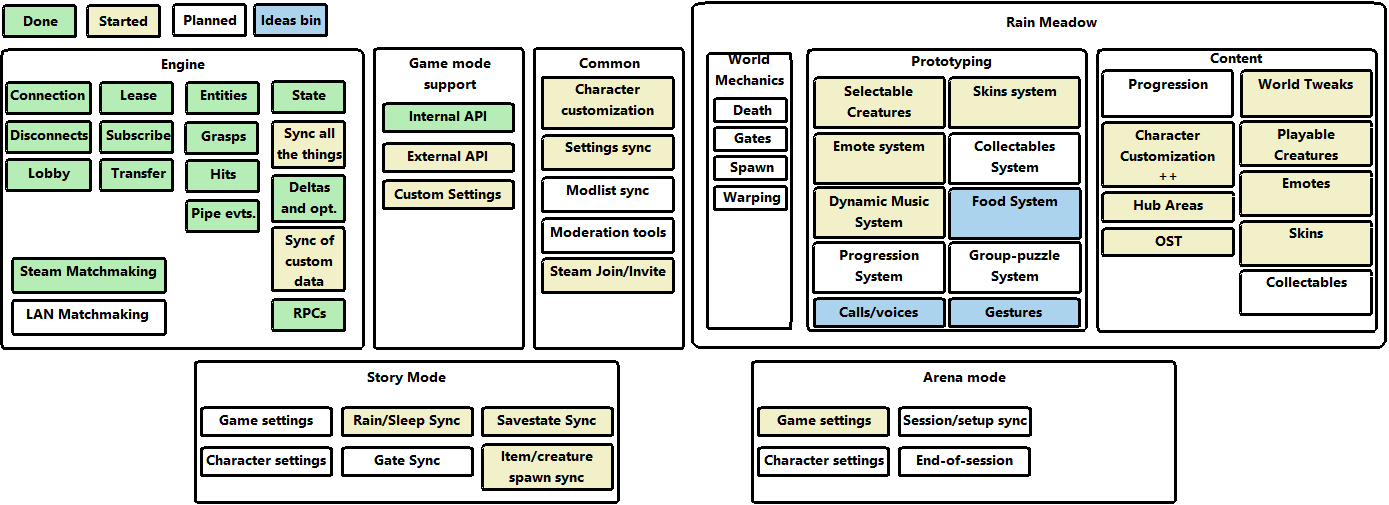 Done
Started
Planned
Ideas bin
Engine
Connection
Lease
Entities
State
Disconnects
Subscribe
Grasps
Sync all
the things
Lobby
Transfer
Hits
Deltas
and opt.
Pipe evts.
Sync of
custom
data
Steam Matchmaking
LAN Matchmaking
RPCs
Game mode
support
Internal API
External API
Custom Settings
Common
Character
customization
Settings sync
Modlist sync
Moderation tools
Steam Join/Invite
Rain Meadow
World
Mechanics
Death
Gates
Spawn
Warping
Prototyping
Selectable
Creatures
Skins system
Emote system
Collectables
System
Dynamic Music
System
Food System
Progression
System
Group-puzzle
System
Calls/voices
Gestures
Content
Progression
World Tweaks
Character
Customization
++
Playable
Creatures
Emotes
Hub Areas
OST
Skins
Collectables
Story Mode
Game settings
Rain/Sleep Sync
Savestate Sync
Character settings
Gate Sync
Item/creature
spawn sync
Arena mode
Game settings
Session/setup sync
Character settings
End-of-session